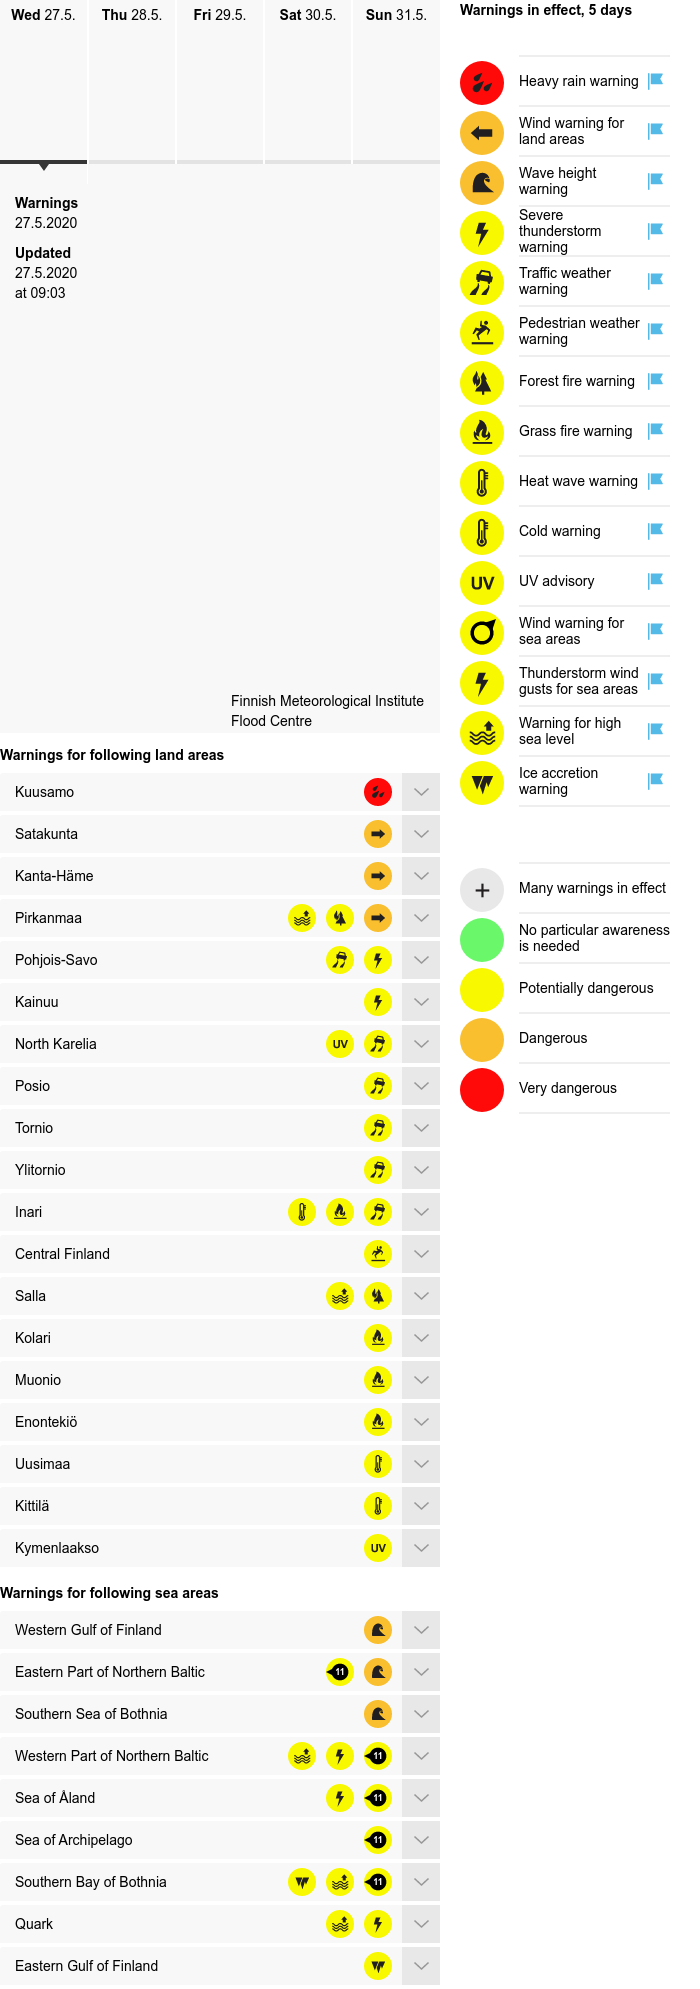 Wed 27.5.
Thu 28.5.
Fri 29.5.
Sat 30.5.
Sun 31.5.
Warnings
27.5.2020
Updated
27.5.2020
at 09:03
Finnish Meteorological Institute
Flood Centre
Warnings for following land areas
Kuusamo
Satakunta
Kanta-Häme
Pirkanmaa
Pohjois-Savo
Kainuu
North Karelia UV
Posio
Tornio
Ylitornio
Inari
Central Finland
Salla
Kolari
Muonio
Enontekiö
Uusimaa
Kittilä
Kymenlaakso UV
Warnings for following sea areas
Western Gulf of Finland
Eastern Part of Northern Baltic 11
Southern Sea of Bothnia
Western Part of Northern Baltic 11
Sea of Åland 11
Sea of Archipelago 11
Southern Bay of Bothnia 11
Quark
Eastern Gulf of Finland
Warnings in effect, 5 days
Heavy rain warning
Wind warning for
land areas
Wave height
warning
Severe
thunderstorm
warning
Traffic weather
warning
Pedestrian weather
warning
Forest fire warning
Grass fire warning
Heat wave warning
Cold warning
UV UV advisory
Wind warning for
sea areas
Thunderstorm wind
gusts for sea areas
Warning for high
sea level
Ice accretion
warning
+ Many warnings in effect
No particular awareness
is needed
Potentially dangerous
Dangerous
Very dangerous